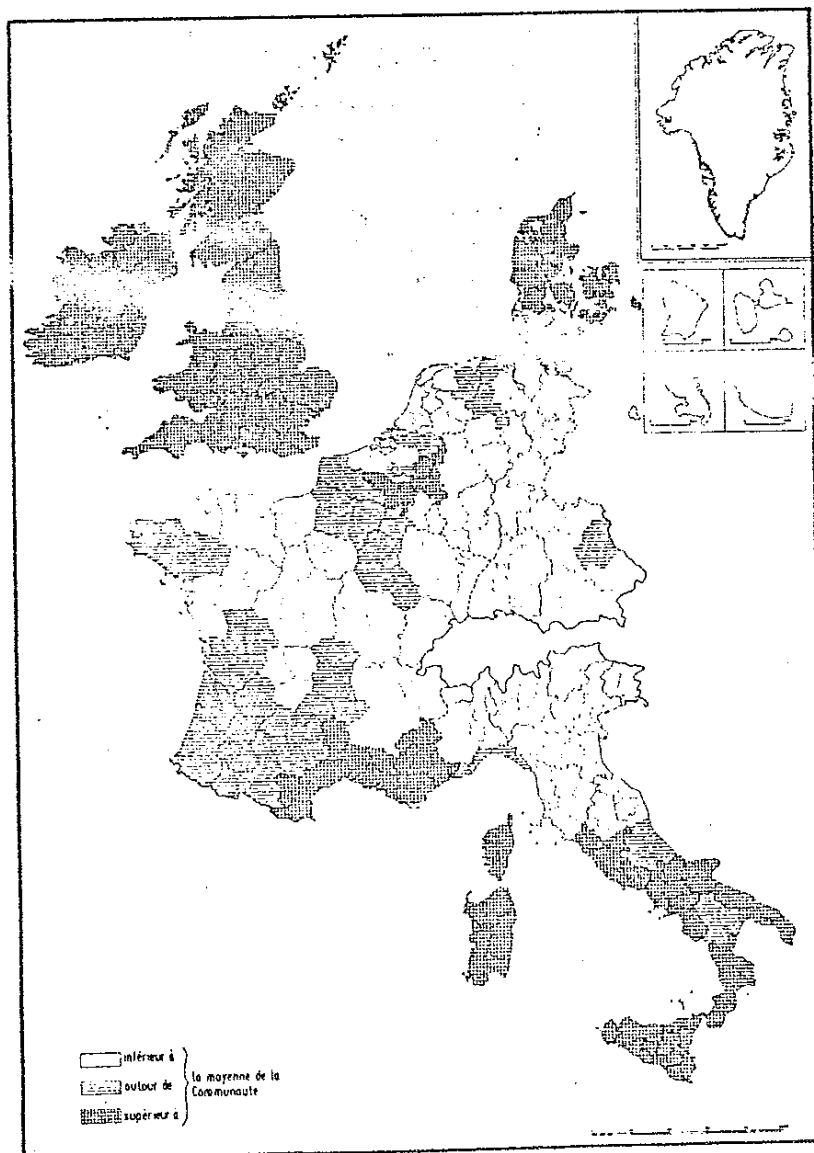 inférieur à
autour de
supérieur à
la moyenne de la
Communauté